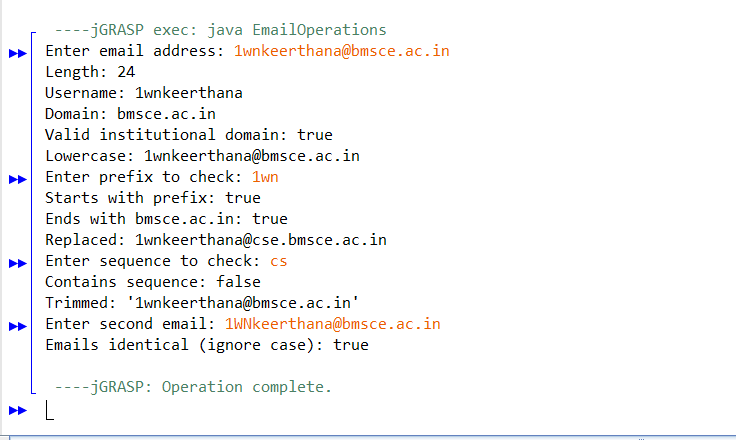 ----jGRASP exec: java EmailOperations
Enter email address: 1wnkeerthana@bmsce.ac.in
Length: 24
Username: 1wnkeerthana
Domain: bmsce.ac.in
Valid institutional domain: true
Lowercase: 1wnkeerthana@bmsce.ac.in
Enter prefix to check: 1wn
Starts with prefix: true
Ends with bmsce.ac.in: true
Replaced: 1wnkeerthana@cse.bmsce.ac.in
Enter sequence to check: cs
Contains sequence: false
Trimmed: '1wnkeerthana@bmsce.ac.in'
Enter second email: 1WNkeerthana@bmsce.ac.in
Emails identical (ignore case): true
----jGRASP: Operation complete.